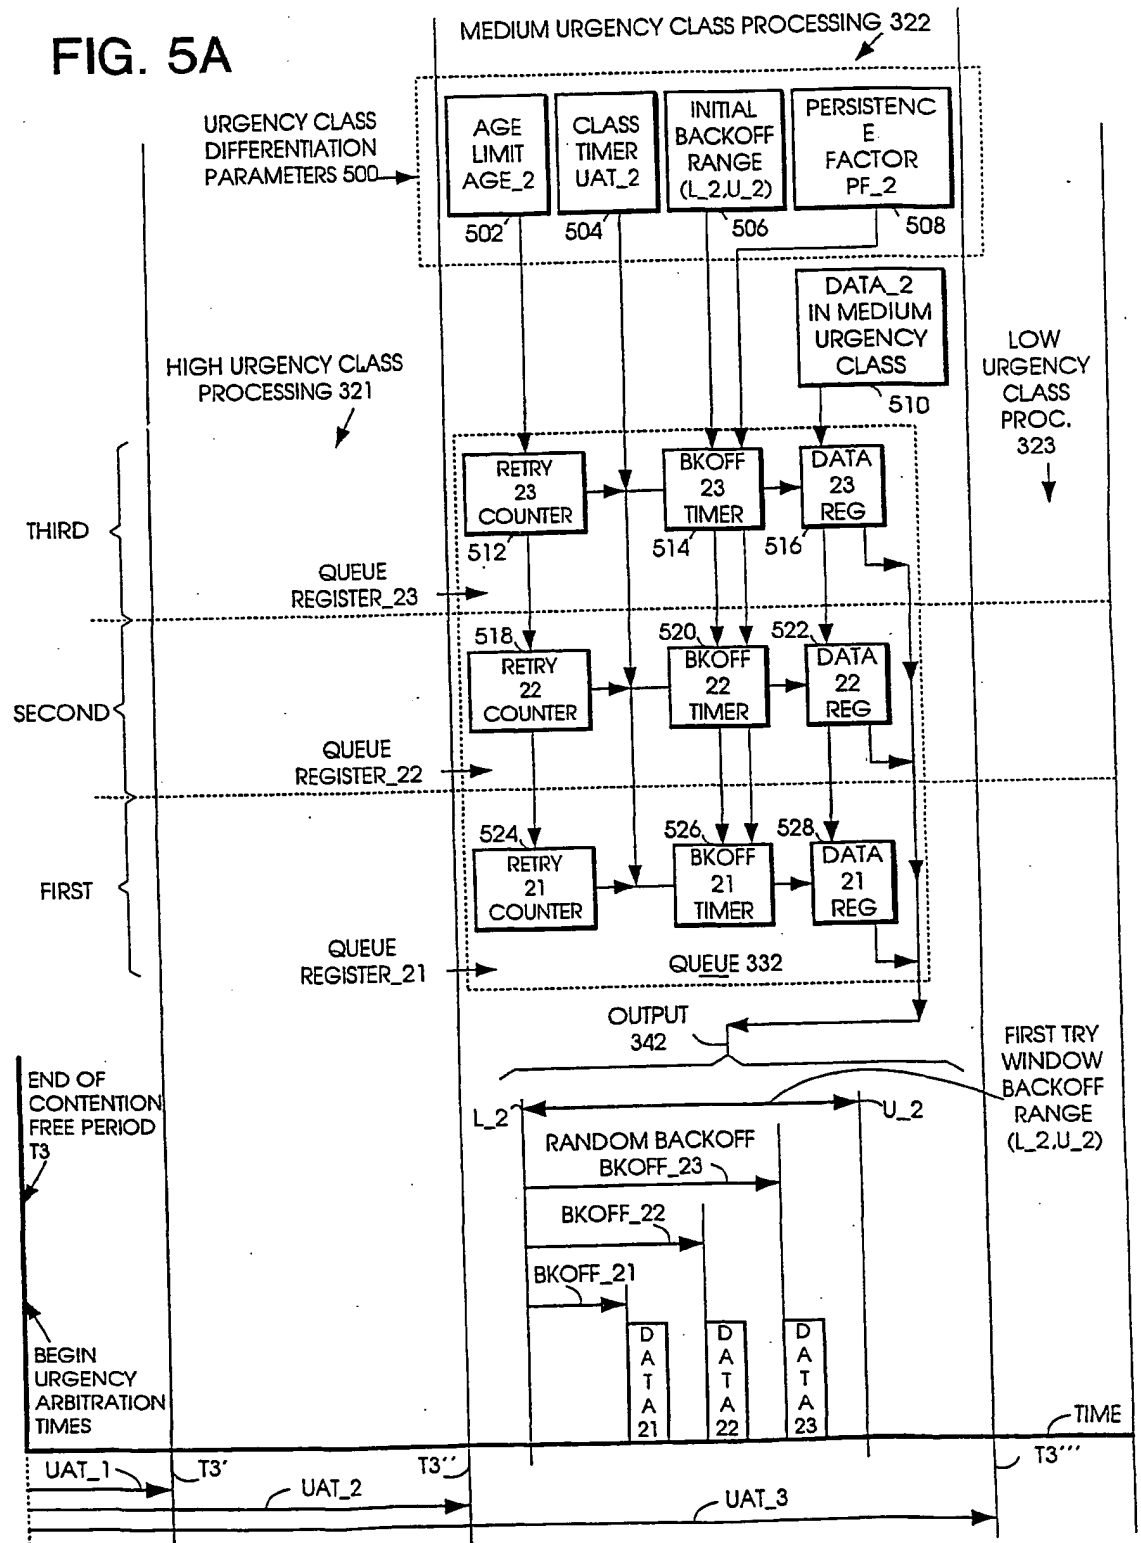 FIG. 5A
MEDIUM URGENCY CLASS PROCESSING 322
URGENCY CLASS
DIFFERENTIATION
PARAMETERS 500
AGE
LIMIT
AGE_2
502
CLASS
TIMER
UAT_2
504
INITIAL
BACKOFF
RANGE
(L_2,U_2)
506
PERSISTENC
E
FACTOR
PF_2
508
DATA_2
IN MEDIUM
URGENCY
CLASS
510
HIGH URGENCY CLASS
PROCESSING 321
LOW
URGENCY
CLASS
PROC.
323
THIRD
RETRY
23
COUNTER
512
BKOFF
23
TIMER
514
DATA
23
REG
516
QUEUE
REGISTER_23
SECOND
518
RETRY
22
COUNTER
520
BKOFF
22
TIMER
522
DATA
22
REG
QUEUE
REGISTER_22
FIRST
524
RETRY
21
COUNTER
526
BKOFF
21
TIMER
528
DATA
21
REG
QUEUE
REGISTER_21
QUEUE 332
OUTPUT
342
FIRST TRY
WINDOW
BACKOFF
RANGE
(L_2,U_2)
END OF
CONTENTION
FREE PERIOD
T3
L_2
U_2
RANDOM BACKOFF
BKOFF_23
BKOFF_22
BKOFF_21
BEGIN
URGENCY
ARBITRATION
TIMES
D
A
T
A
21
D
A
T
A
22
D
A
T
A
23
TIME
UAT_1
T3'
T3''
T3'''
UAT_2
UAT_3